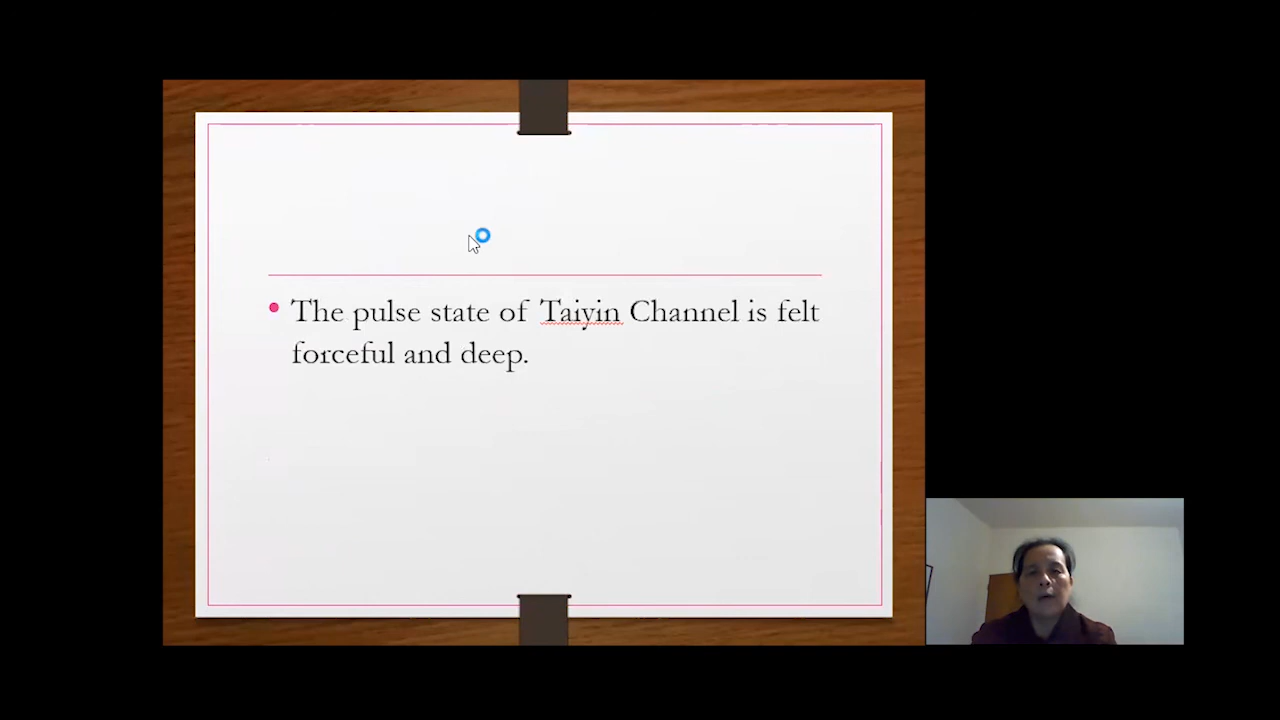 The pulse state of Taiyin Channel is felt
forceful and deep.